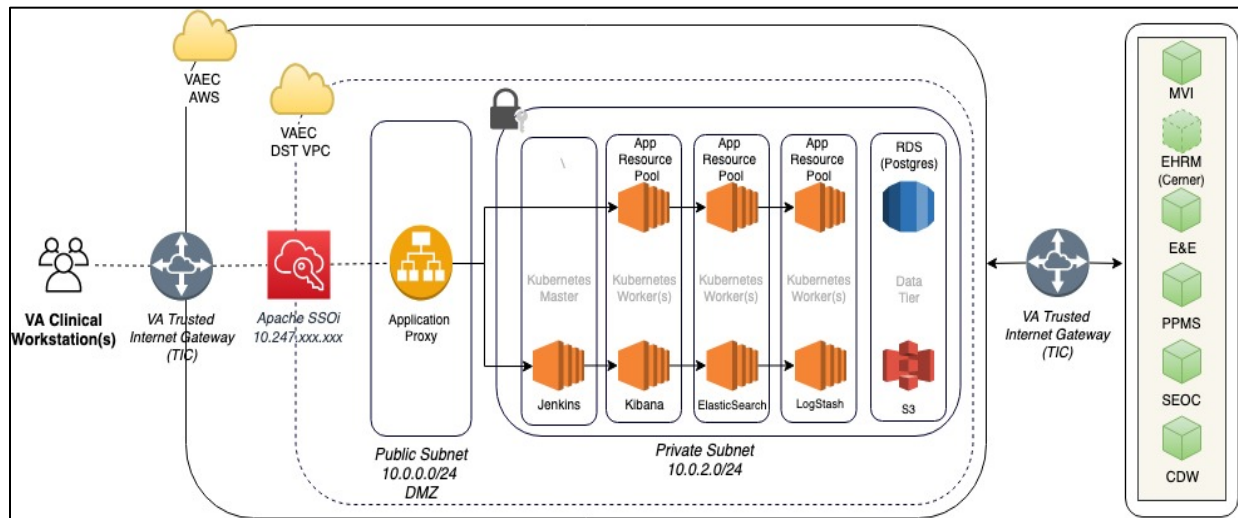 VAEC
AWS
VAEC
DST VPC
VA Clinical
Workstation(s)
VA Trusted
Internet Gateway
(TIC)
Apache SSOi
10.247.xxx.xxx
Application
Proxy
Public Subnet
10.0.0.0/24
DMZ
\
Kubernetes
Master
Jenkins
App
Resource
Pool
Kubernetes
Worker(s)
Kibana
App
Resource
Pool
Kubernetes
Worker(s)
ElasticSearch
App
Resource
Pool
Kubernetes
Worker(s)
LogStash
RDS
(Postgres)
Data
Tier
S3
Private Subnet
10.0.2.0/24
VA Trusted
Internet Gateway
(TIC)
MVI
EHRM
(Cerner)
E&E
PPMS
SEOC
CDW